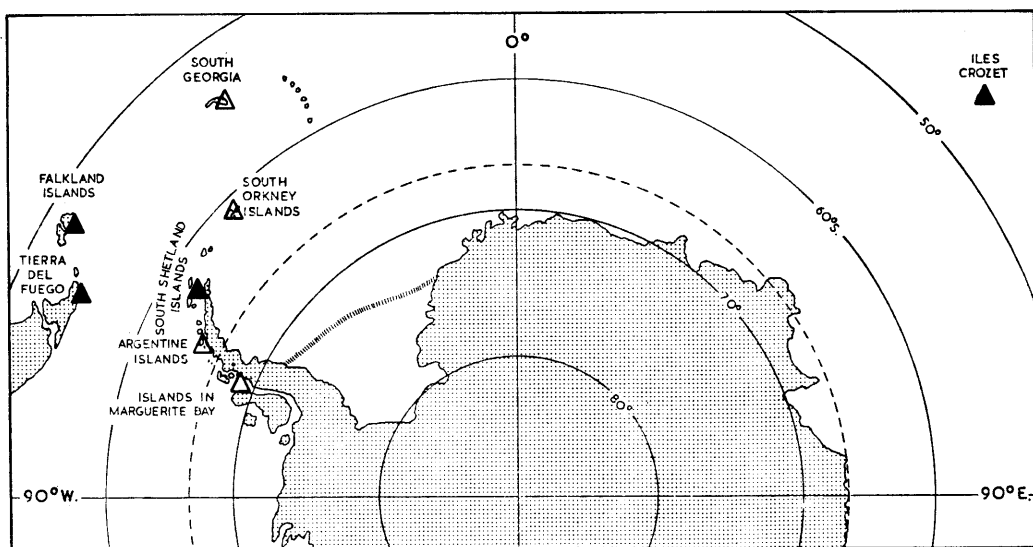 0°
SOUTH
GEORGIA
ILES
CROZET
50°
FALKLAND
ISLANDS
SOUTH
ORKNEY
ISLANDS
60°S.
TIERRA
DEL
FUEGO
SOUTH SHETLAND
ISLANDS
70°
ARGENTINE
ISLANDS
ISLANDS IN
MARGUERITE BAY
80°
90°W.
90°E.